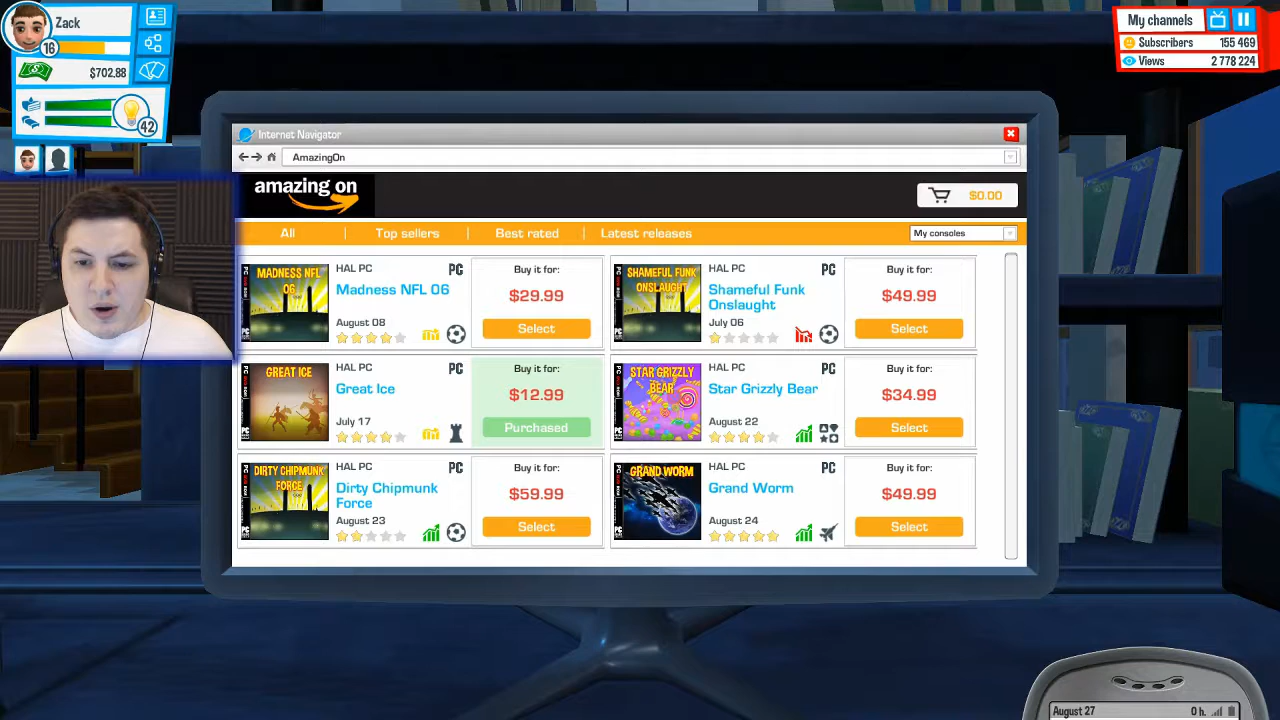 Zack
16
$702.88
42
My channels
Subscribers 155 469
Views 2 778 224
Internet Navigator
AmazingOn
amazing on
$0.00
All
Top sellers
Best rated
Latest releases
My consoles
MADNESS NFL
06
HAL PC
PC
Madness NFL 06
August 08
Buy it for:
$29.99
Select
SHAMEFUL FUNK
ONSLAUGHT
HAL PC
PC
Shameful Funk
Onslaught
July 06
Buy it for:
$49.99
Select
GREAT ICE
HAL PC
PC
Great Ice
July 17
Buy it for:
$12.99
Purchased
STAR GRIZZLY
BEAR
HAL PC
PC
Star Grizzly Bear
August 22
Buy it for:
$34.99
Select
DIRTY CHIPMUNK
FORCE
HAL PC
PC
Dirty Chipmunk
Force
August 23
Buy it for:
$59.99
Select
GRAND WORM
HAL PC
PC
Grand Worm
August 24
Buy it for:
$49.99
Select
August 27
0 h.